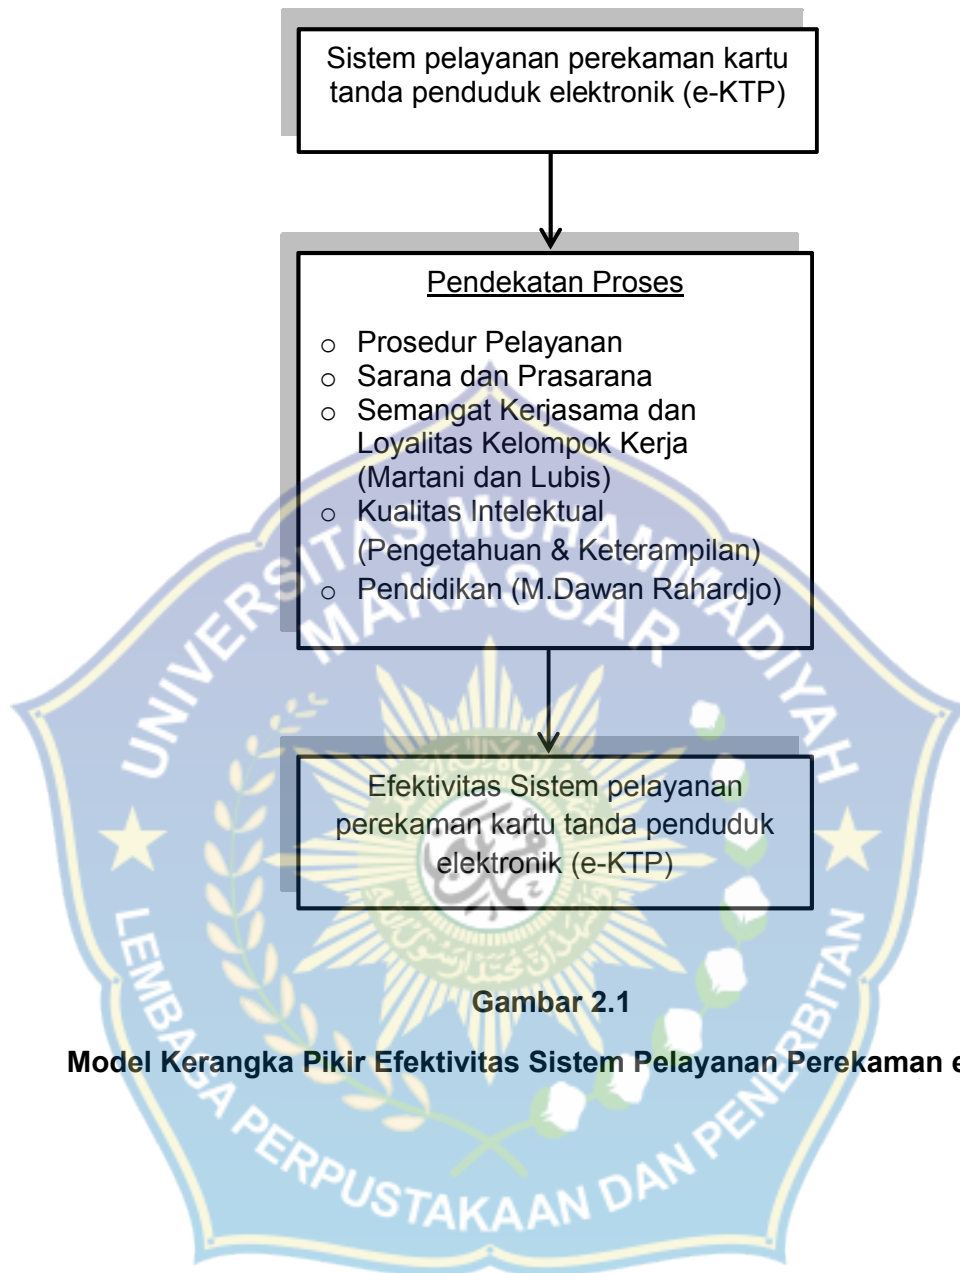 Sistem pelayanan perekaman kartu
tanda penduduk elektronik (e-KTP)
Pendekatan Proses
o Prosedur Pelayanan
o Sarana dan Prasarana
o Semangat Kerjasama dan
Loyalitas Kelompok Kerja
(Martani dan Lubis)
o Kualitas Intelektual
(Pengetahuan & Keterampilan)
o Pendidikan (M.Dawan Rahardjo)
Efektivitas Sistem pelayanan
perekaman kartu tanda penduduk
elektronik (e-KTP)
Gambar 2.1
Model Kerangka Pikir Efektivitas Sistem Pelayanan Perekaman e
UNIVERSITAS MUHAMMADIYAH
MAKASSAR
LEMBAGA PERPUSTAKAAN DAN PENERBITAN